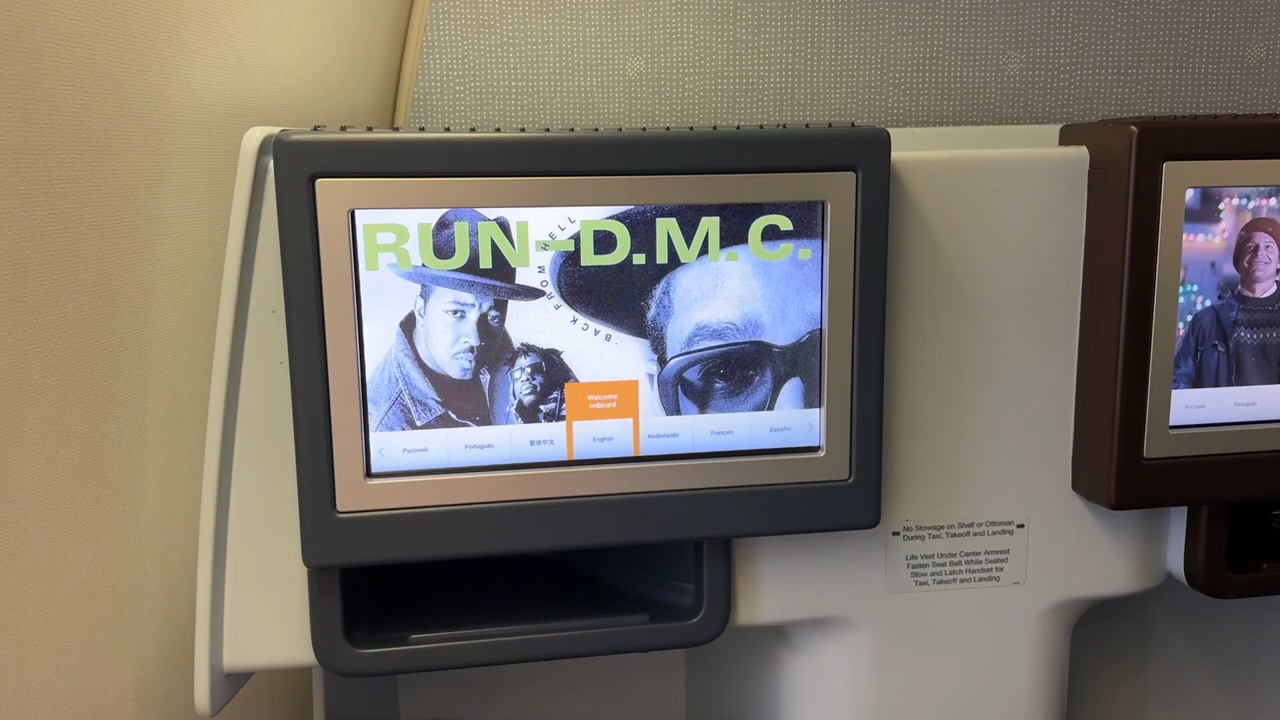 RUN-D.M.C.
BACK FROM HELL
Welcome
onboard
Русский Português 繁体中文 English Nederlands Français Español
Русский Português
No Stowage on Shelf or Ottoman
During Taxi, Takeoff and Landing
Life Vest Under Center Armrest
Fasten Seat Belt While Seated
Stow and Latch Handset for
Taxi, Takeoff and Landing